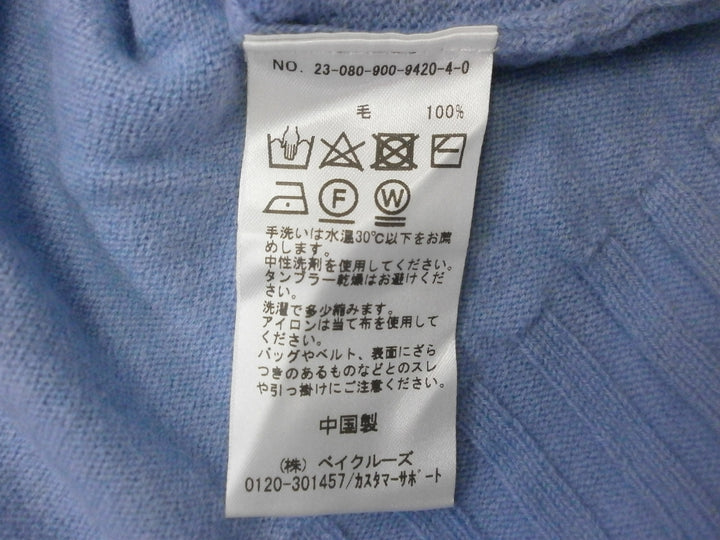 NO. 23-080-900-9420-4-0
毛 100%
F W
手洗いは水温30℃以下をお薦
めします。
中性洗剤を使用してください。
タンブラー乾燥はお避けくだ
さい。
洗濯で多少縮みます。
アイロンは当て布を使用して
ください。
バッグやベルト、表面にざら
つきのあるものなどとのスレ
や引っ掛けにご注意ください。
中国製
(株) ベイクルーズ
0120-301457/カスタマーサポート